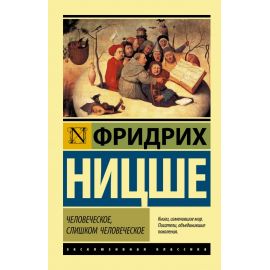 N
ФРИДРИХ
НИЦШЕ
ЧЕЛОВЕЧЕСКОЕ,
СЛИШКОМ ЧЕЛОВЕЧЕСКОЕ
Книги, изменившие мир.
Писатели, объединившие
поколения.
ЭКСКЛЮЗИВНАЯ КЛАССИКА